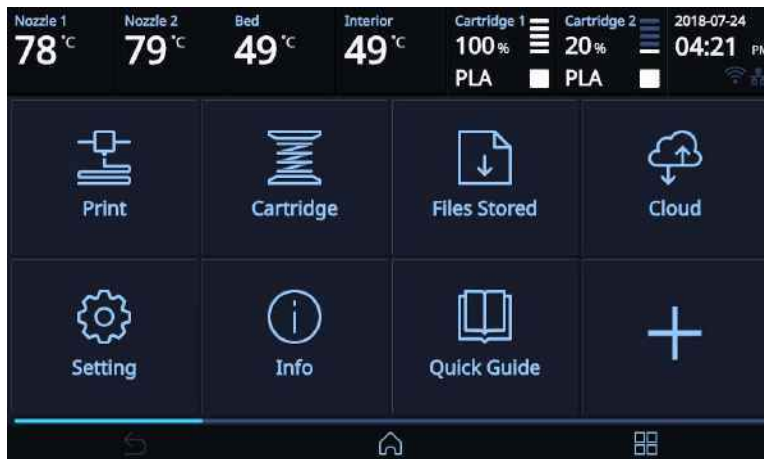 Nozzle 1 Nozzle 2 Bed Interior Cartridge 1 Cartridge 2 2018-07-24
78 °C 79 °C 49 °C 49 °C 100 % 20 % 04:21 PM
PLA PLA
Print Cartridge Files Stored Cloud
Setting Info Quick Guide